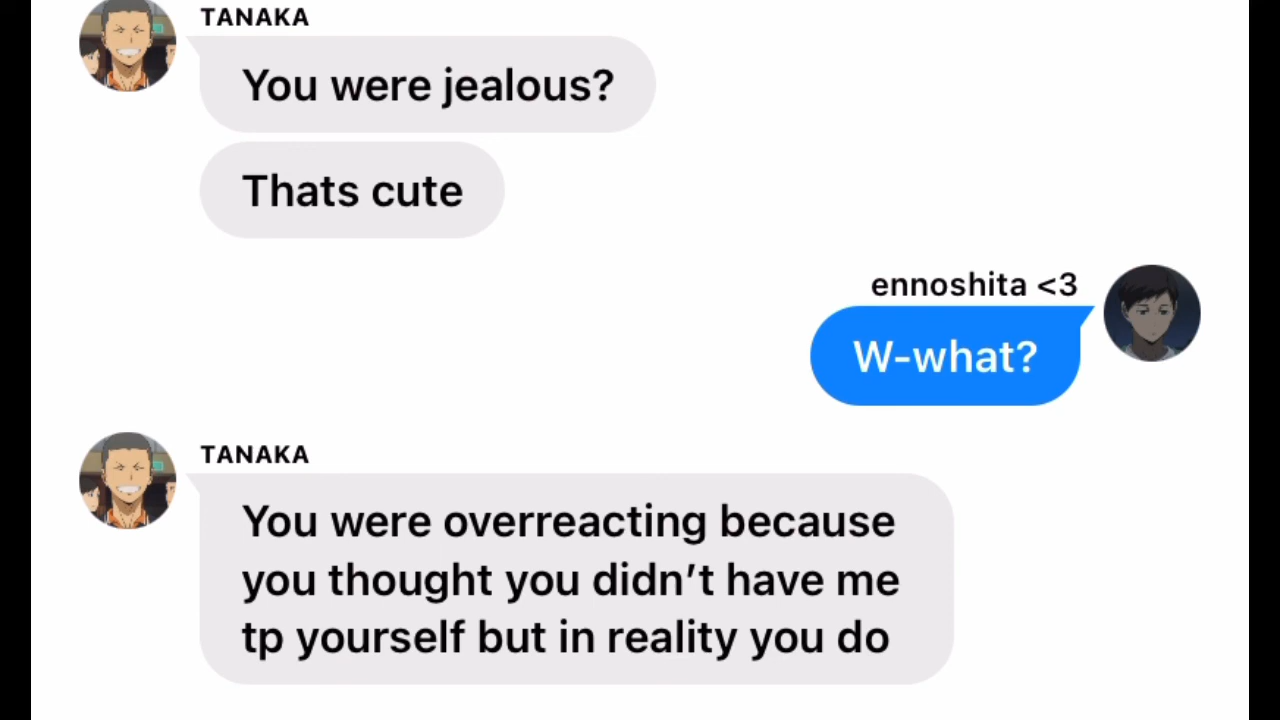 TANAKA
You were jealous?
Thats cute
ennoshita <3
W-what?
TANAKA
You were overreacting because
you thought you didn’t have me
tp yourself but in reality you do